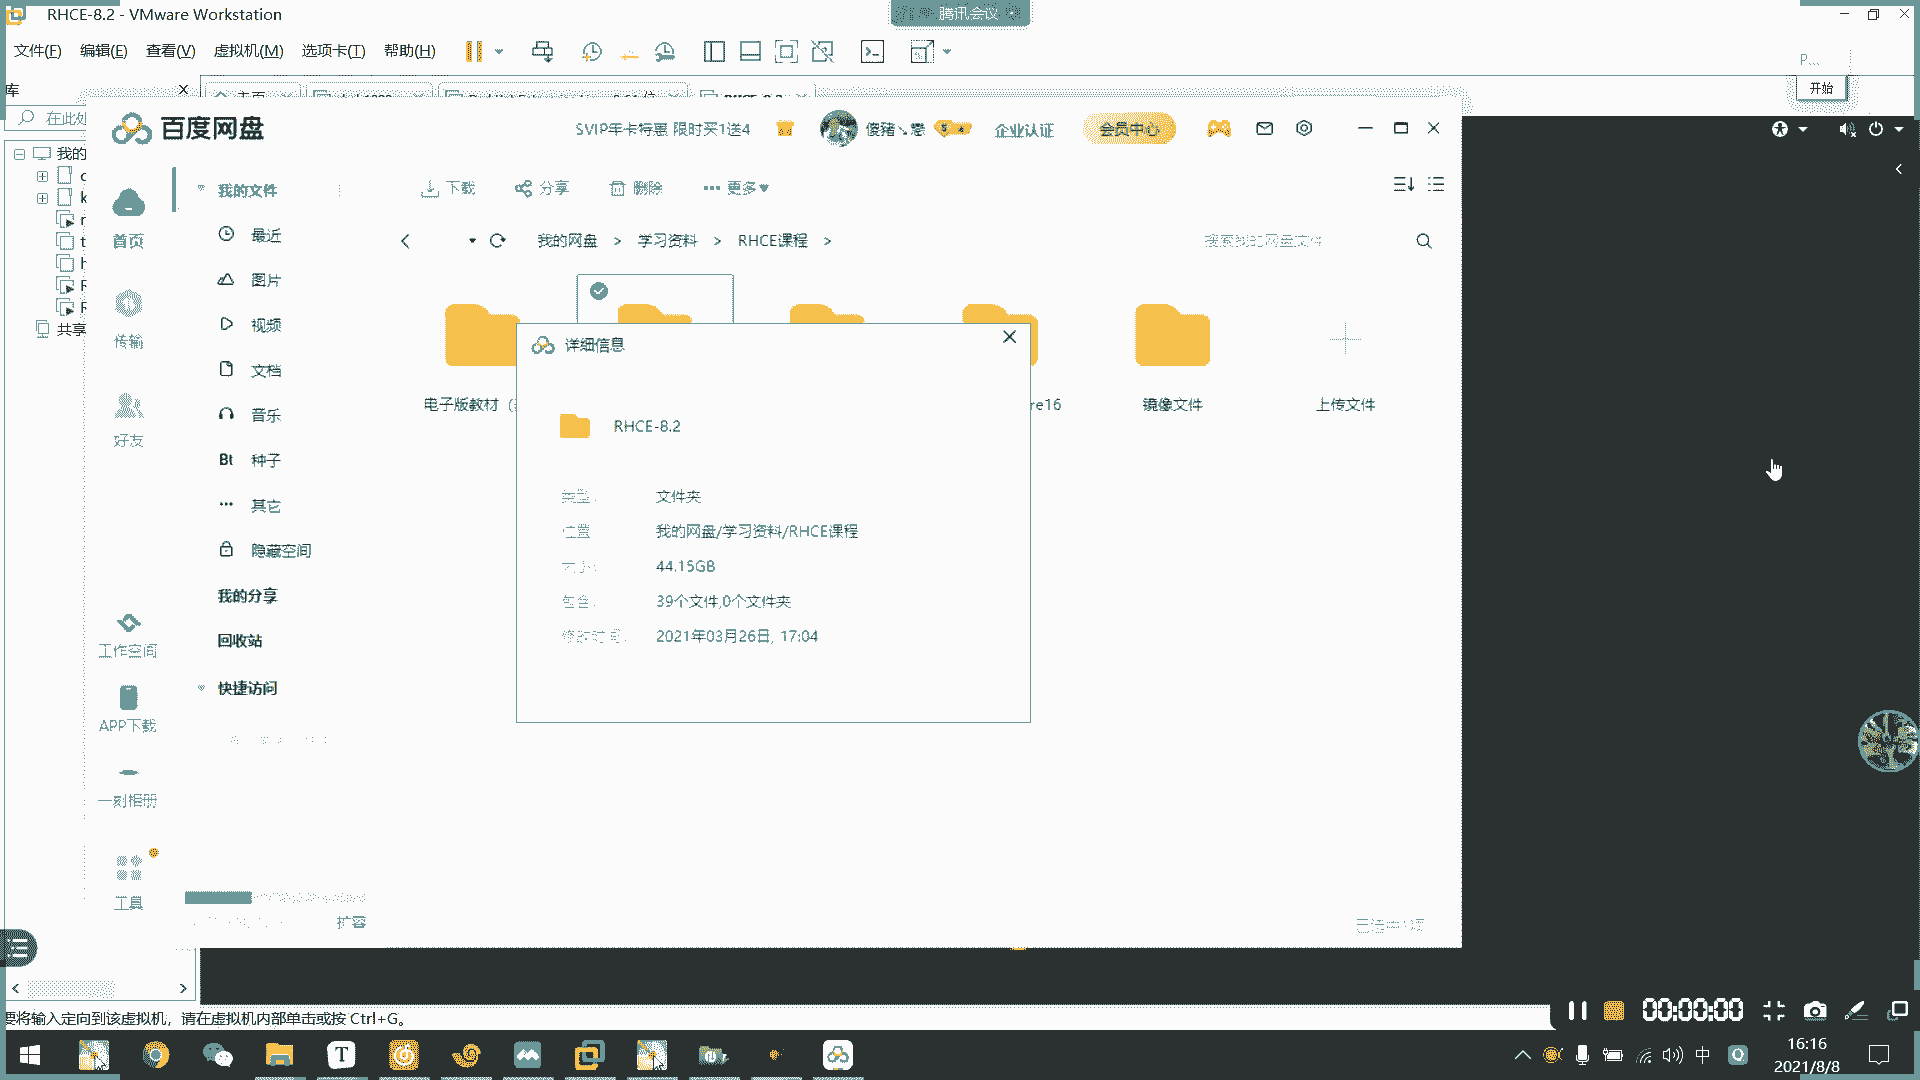 RHCE-8.2 - VMware Workstation
腾讯会议
文件(F) 编辑(E) 查看(V) 虚拟机(M) 选项卡(T) 帮助(H)
P...
库
开始
在此处
百度网盘
SVIP年卡特惠 限时买1送4
企业认证
会员中心
我的
首页
传输
好友
工作空间
APP下载
一刻相册
工具
共享
我的文件
最近
图片
视频
文档
音乐
Bt 种子
其它
隐藏空间
我的分享
回收站
快捷访问
扩容
下载 分享 删除 更多
我的网盘 > 学习资料 > RHCE课程 >
搜索我的网盘文件
电子版教材
re16
镜像文件
上传文件
详细信息
RHCE-8.2
类型: 文件夹
位置 我的网盘/学习资料/RHCE课程
大小: 44.15GB
包含: 39个文件,0个文件夹
修改时间: 2021年03月26日, 17:04
已选中1项
要将输入定向到该虚拟机，请在虚拟机内部单击或按 Ctrl+G。
00:00:00
中
16:16
2021/8/8